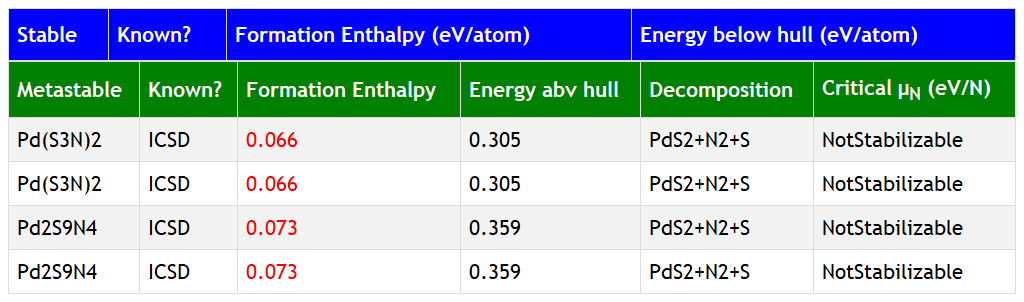 Stable Known? Formation Enthalpy (eV/atom) Energy below hull (eV/atom)
Metastable Known? Formation Enthalpy Energy abv hull Decomposition Critical μN (eV/N)
Pd(S3N)2 ICSD 0.066 0.305 PdS2+N2+S NotStabilizable
Pd(S3N)2 ICSD 0.066 0.305 PdS2+N2+S NotStabilizable
Pd2S9N4 ICSD 0.073 0.359 PdS2+N2+S NotStabilizable
Pd2S9N4 ICSD 0.073 0.359 PdS2+N2+S NotStabilizable